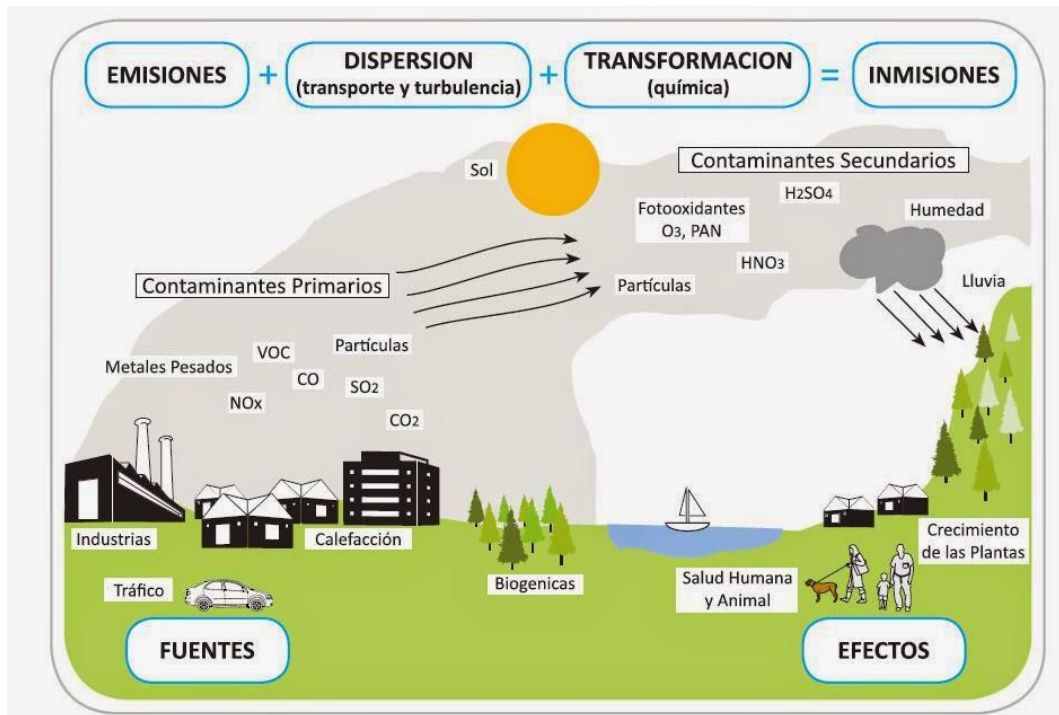 EMISIONES + DISPERSION (transporte y turbulencia) + TRANSFORMACION (química) = INMISIONES
Sol
Contaminantes Secundarios
H2SO4
Fotooxidantes
O3, PAN
Humedad
HNO3
Contaminantes Primarios
Partículas
Lluvia
Partículas
VOC
Metales Pesados
CO
SO2
NOx
CO2
Industrias
Calefacción
Crecimiento
de las Plantas
Biogenicas
Salud Humana
y Animal
Tráfico
FUENTES
EFECTOS